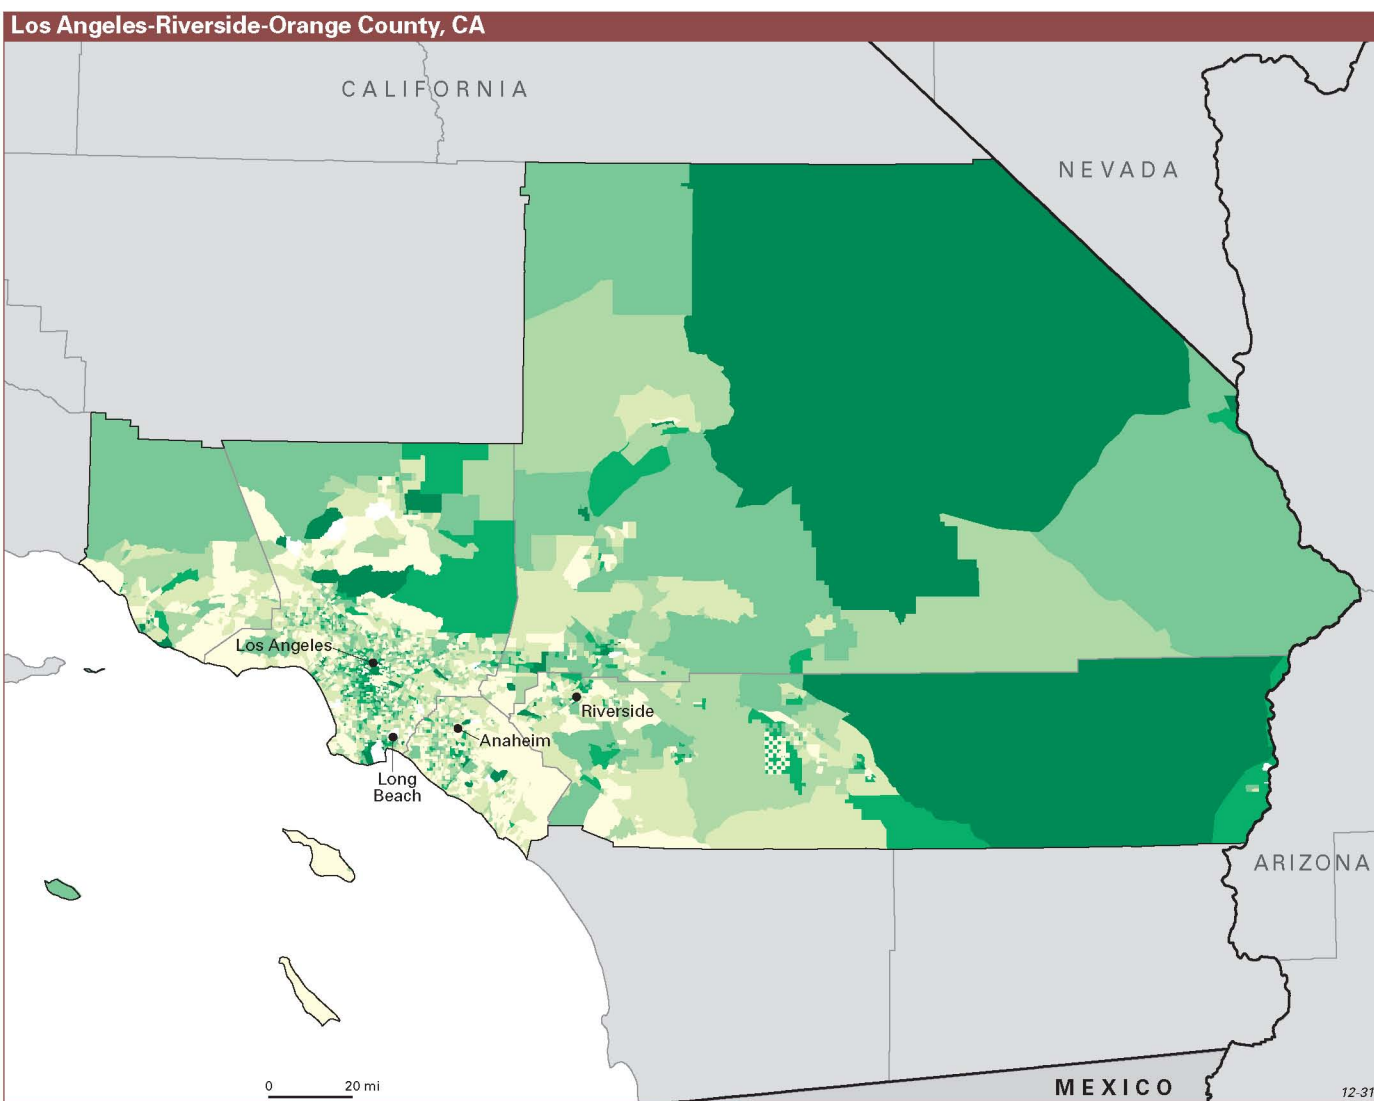 Los Angeles-Riverside-Orange County, CA
CALIFORNIA
NEVADA
Los Angeles
Riverside
Anaheim
Long
Beach
ARIZONA
0 20 mi
MEXICO
12-31